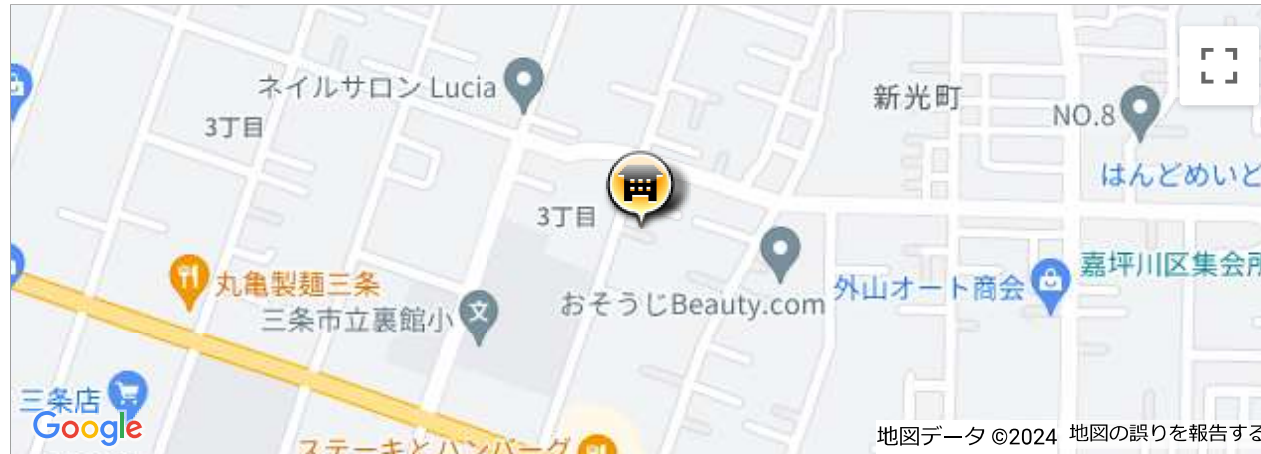 ネイルサロン Lucia
新光町
NO.8
3丁目
はんどめいど
3丁目
嘉坪川区集会所
丸亀製麺三条
外山オート商会
おそうじBeauty.com
三条市立裏館小
文
三条店
Google
地図データ ©2024
地図の誤りを報告する
ステーキとハンバーグ